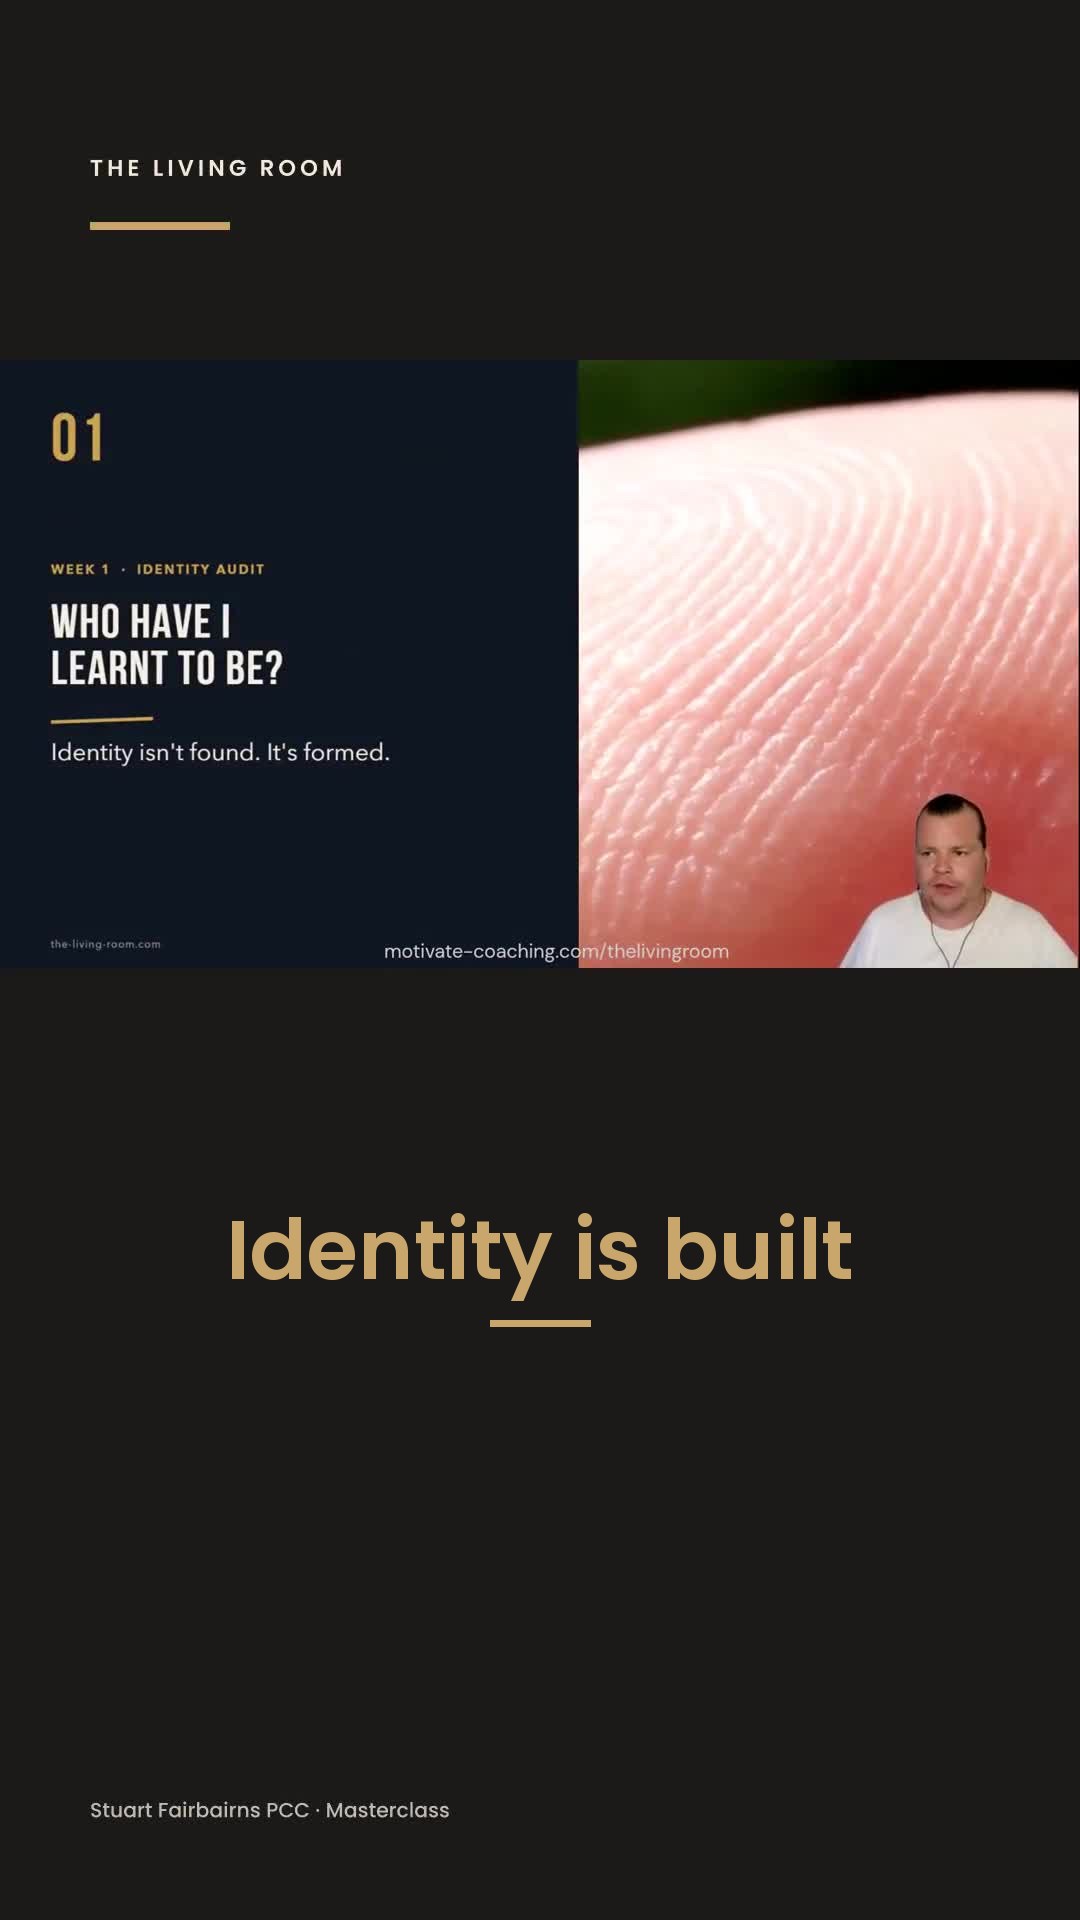 THE LIVING ROOM
01
WEEK 1 · IDENTITY AUDIT
WHO HAVE I
LEARNT TO BE?
Identity isn't found. It's formed.
the-living-room.com
motivate-coaching.com/thelivingroom
Identity is built
Stuart Fairbairns PCC · Masterclass